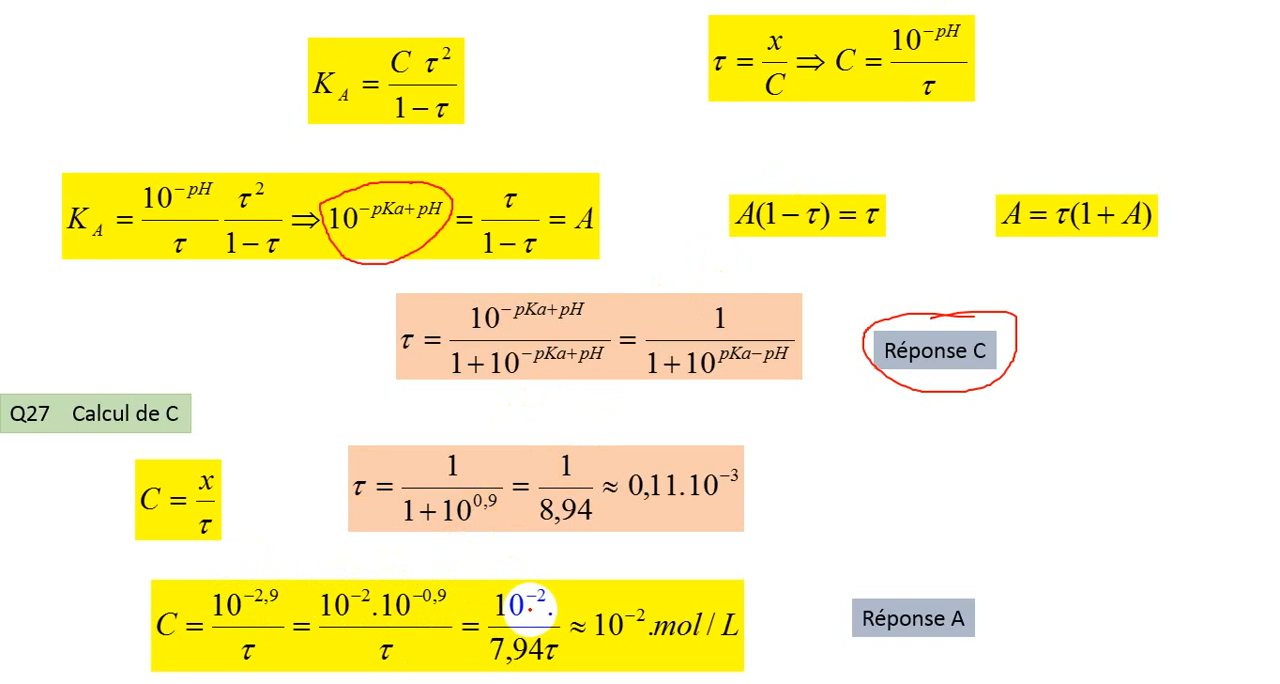 K_A = C τ² / (1 − τ)
τ = x/C ⇒ C = 10^(−pH) / τ
K_A = 10^(−pH)/τ τ²/(1 − τ) ⇒ 10^(−pKa+pH) = τ/(1 − τ) = A
A(1 − τ) = τ
A = τ(1 + A)
τ = 10^(−pKa+pH) / (1 + 10^(−pKa+pH)) = 1 / (1 + 10^(pKa−pH))
Réponse C
Q27 Calcul de C
C = x/τ
τ = 1 / (1 + 10^(0,9)) = 1/8,94 ≈ 0,11.10^(−3)
C = 10^(−2,9)/τ = 10^(−2).10^(−0,9)/τ = 10^(−2)./7,94τ ≈ 10^(−2).mol / L
Réponse A